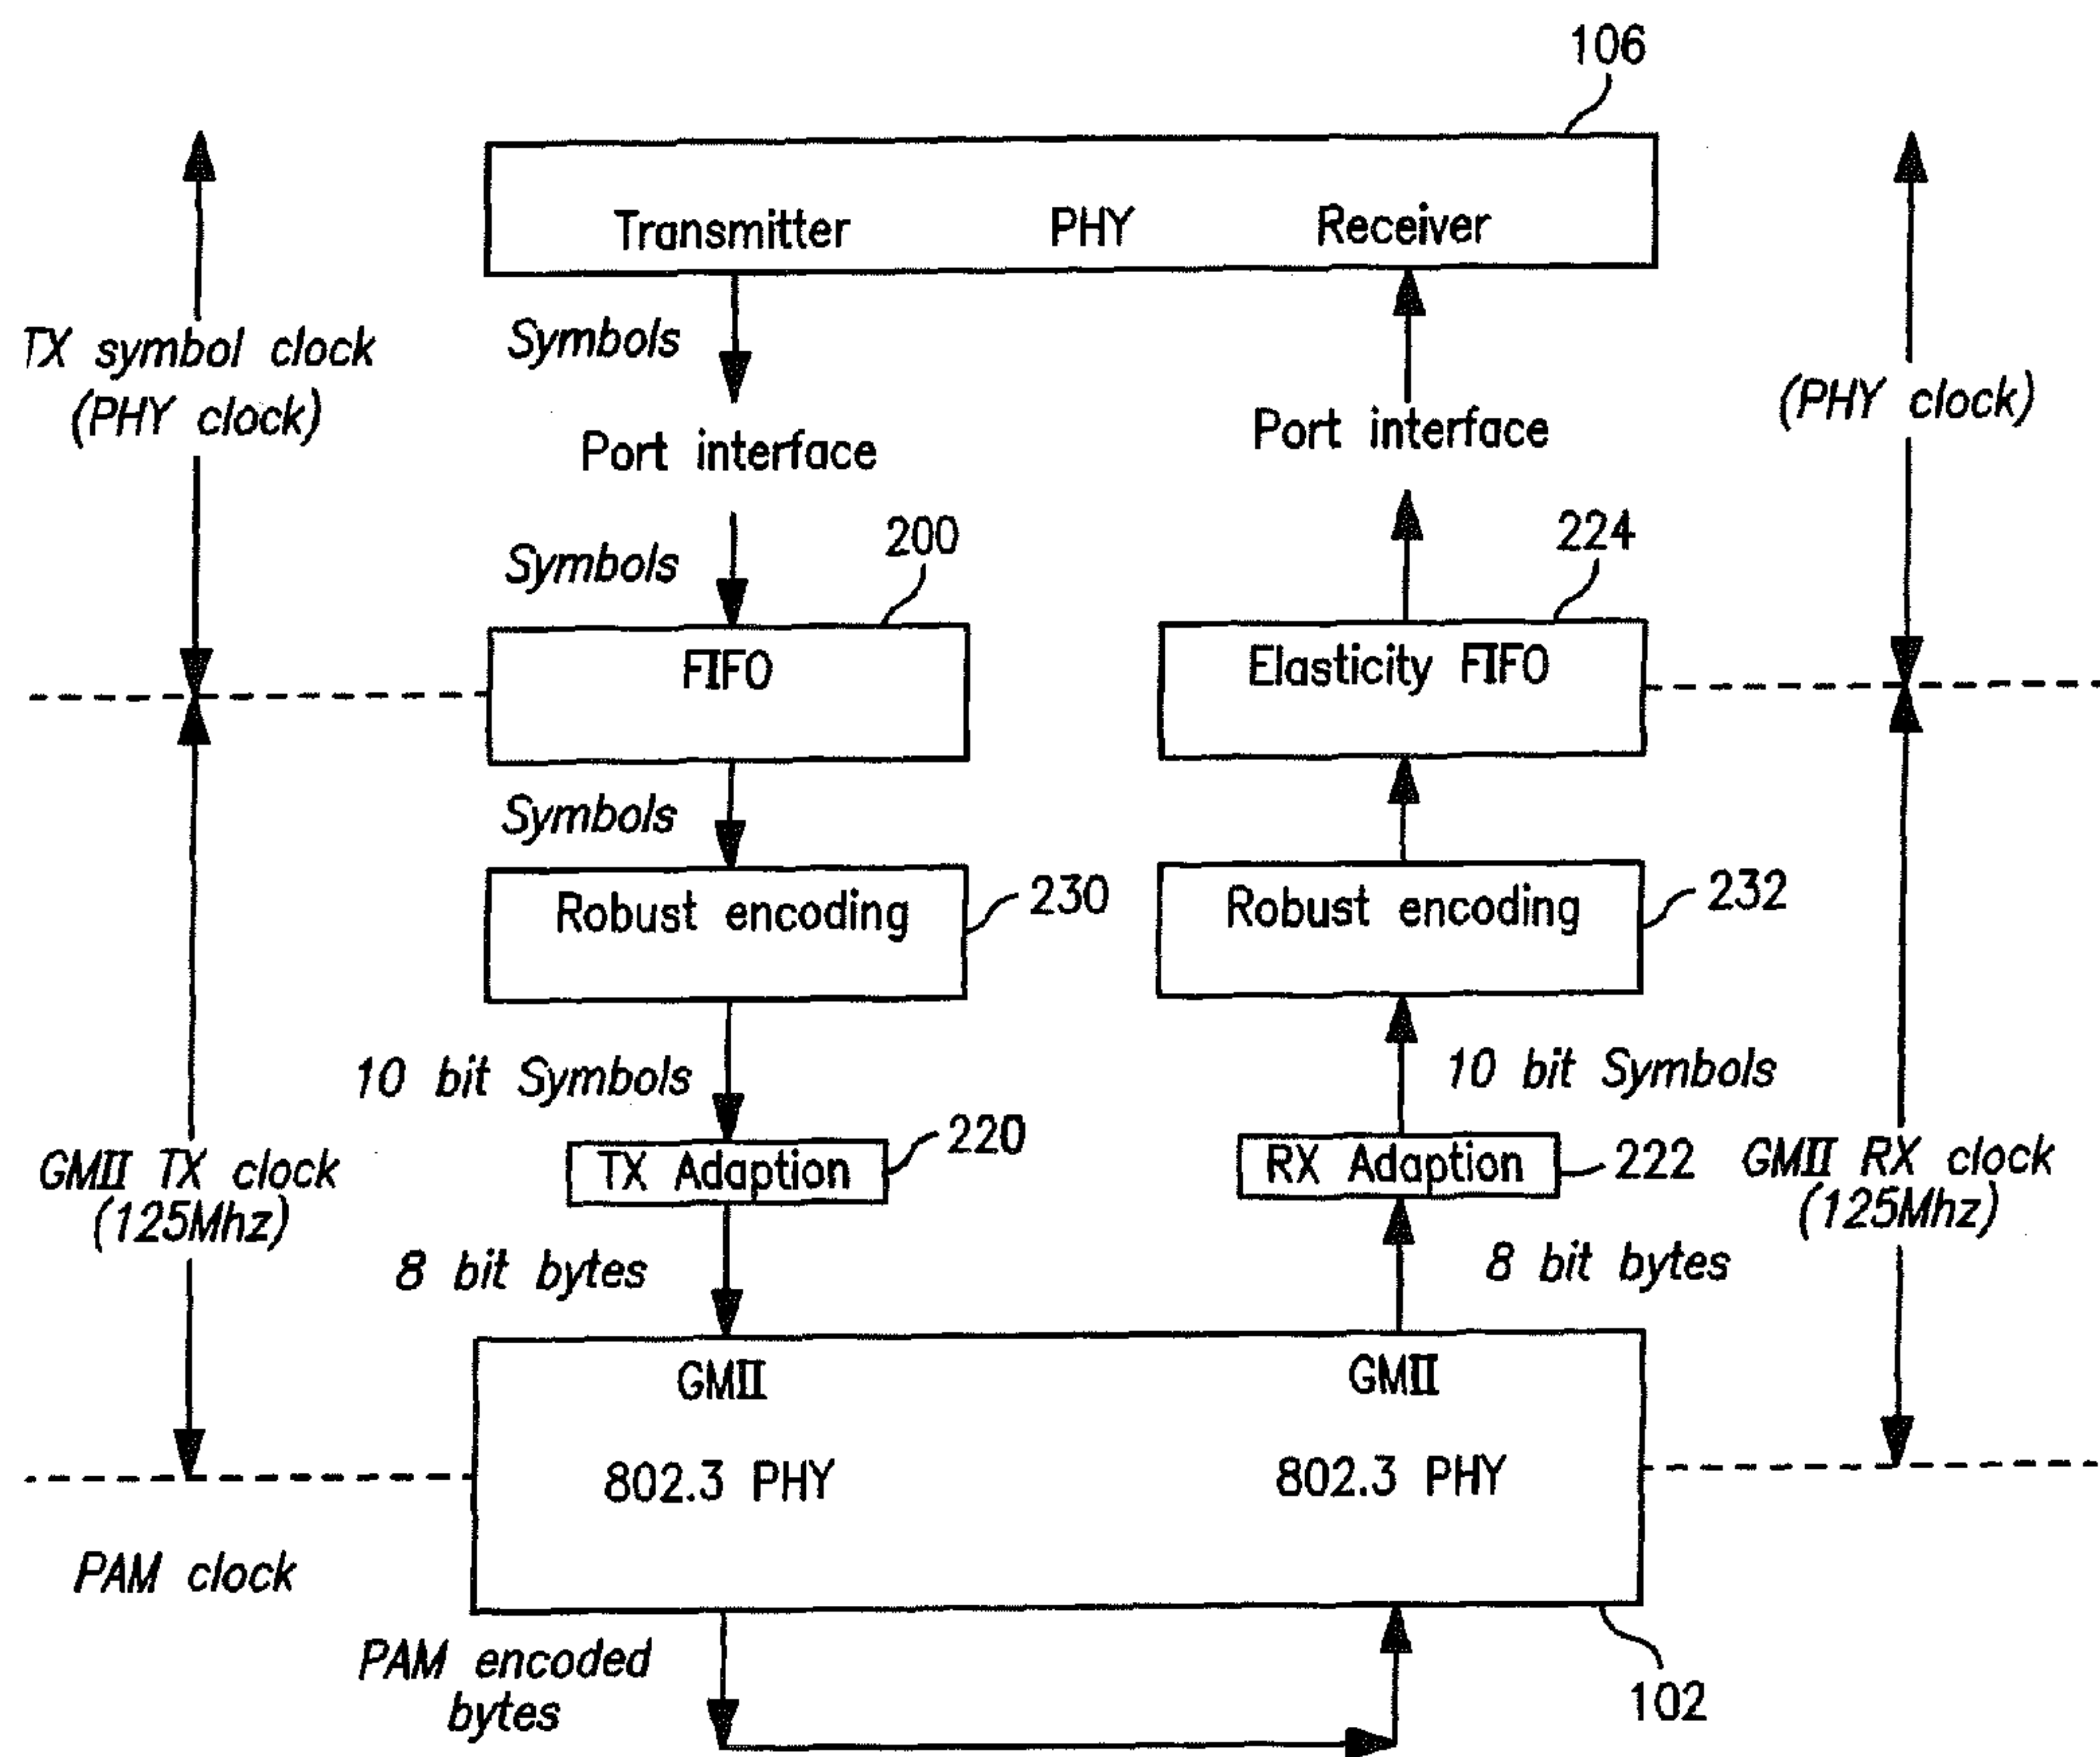 106
Transmitter PHY Receiver
Symbols
TX symbol clock
(PHY clock)
(PHY clock)
Port interface
Port interface
Symbols
200
224
FIFO
Elasticity FIFO
Symbols
Robust encoding
230
Robust encoding
232
10 bit Symbols
10 bit Symbols
TX Adaption
220
RX Adaption
222
GMII TX clock
(125Mhz)
GMII RX clock
(125Mhz)
8 bit bytes
8 bit bytes
GMII
GMII
802.3 PHY
802.3 PHY
PAM clock
PAM encoded
bytes
102